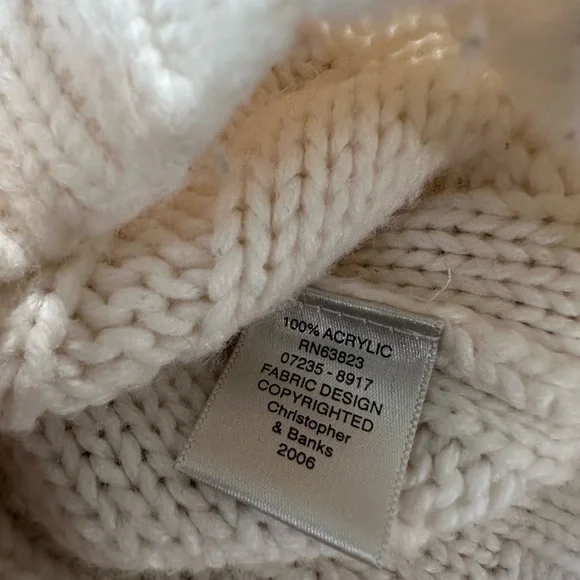 100% ACRYLIC
RN63823
07235 - 8917
FABRIC DESIGN
COPYRIGHTED
Christopher
& Banks
2006